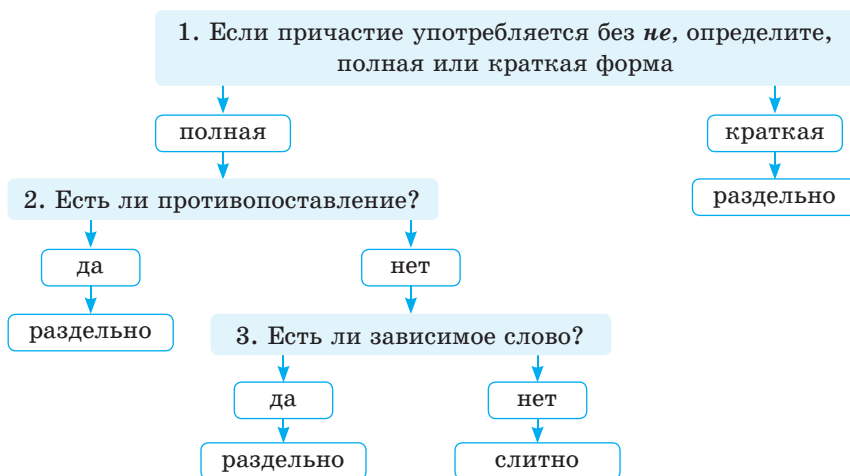 1. Если причастие употребляется без не, определите,
полная или краткая форма
полная
краткая
раздельно
2. Есть ли противопоставление?
да
нет
раздельно
3. Есть ли зависимое слово?
да
нет
раздельно
слитно